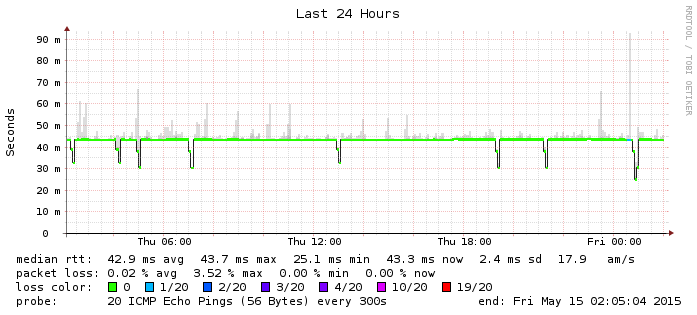 Last 24 Hours
RRDTOOL / TOBI OETIKER
Seconds
90 m
80 m
70 m
60 m
50 m
40 m
30 m
20 m
10 m
0
Thu 06:00 Thu 12:00 Thu 18:00 Fri 00:00
median rtt: 42.9 ms avg 43.7 ms max 25.1 ms min 43.3 ms now 2.4 ms sd 17.9 am/s
packet loss: 0.02 % avg 3.52 % max 0.00 % min 0.00 % now
loss color: 0 1/20 2/20 3/20 4/20 10/20 19/20
probe: 20 ICMP Echo Pings (56 Bytes) every 300s end: Fri May 15 02:05:04 2015